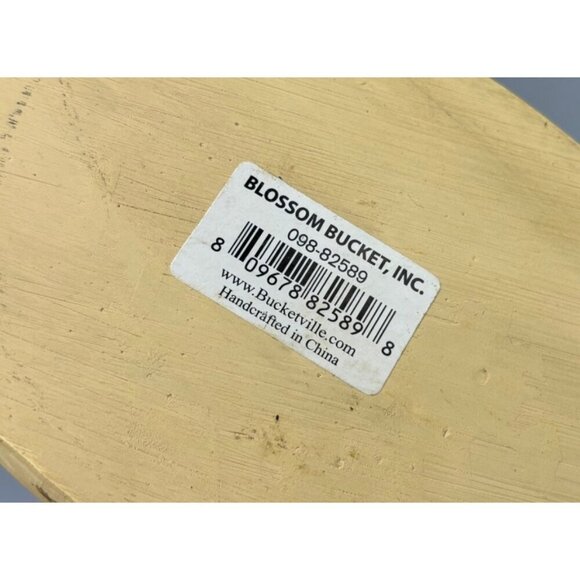 BLOSSOM BUCKET, INC.
098-82589
8 09678 82589 8
www.Bucketville.com
Handcrafted in China